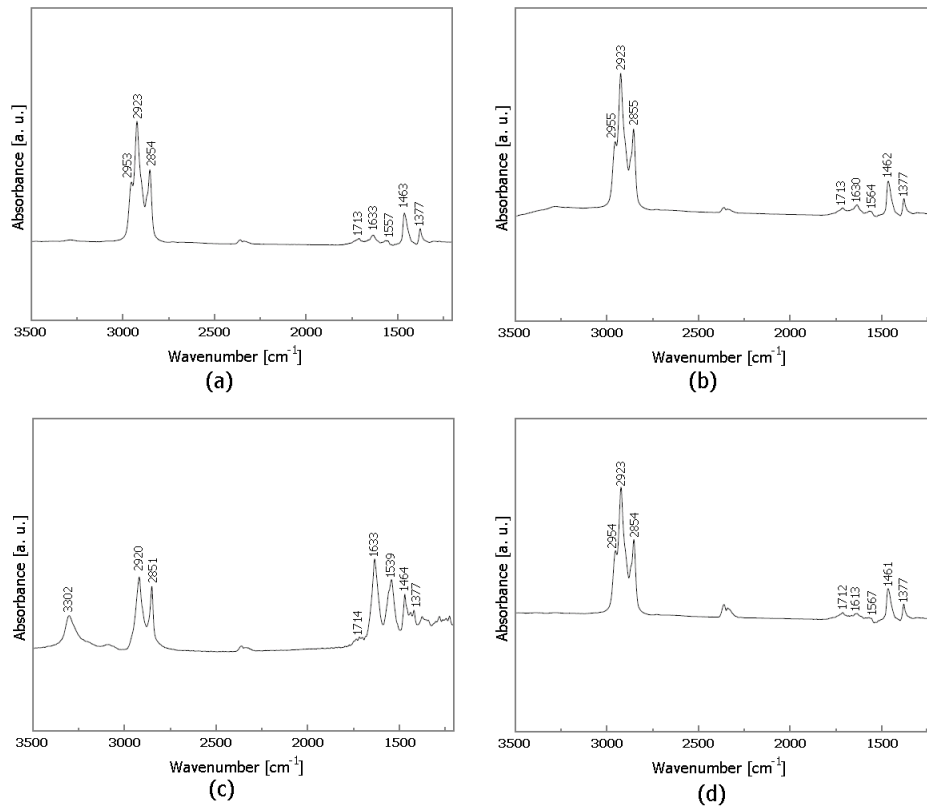 2953
2923
2854
1713
1633
1557
1463
1377
Absorbance [a. u.]
3500 3000 2500 2000 1500
Wavenumber [cm⁻¹]
(a)
2955
2923
2855
1713
1630
1564
1462
1377
Absorbance [a. u.]
3500 3000 2500 2000 1500
Wavenumber [cm⁻¹]
(b)
3302
2920
2851
1714
1633
1539
1464
1377
Absorbance [a. u.]
3500 3000 2500 2000 1500
Wavenumber [cm⁻¹]
(c)
2954
2923
2854
1712
1613
1567
1461
1377
Absorbance [a. u.]
3500 3000 2500 2000 1500
Wavenumber [cm⁻¹]
(d)